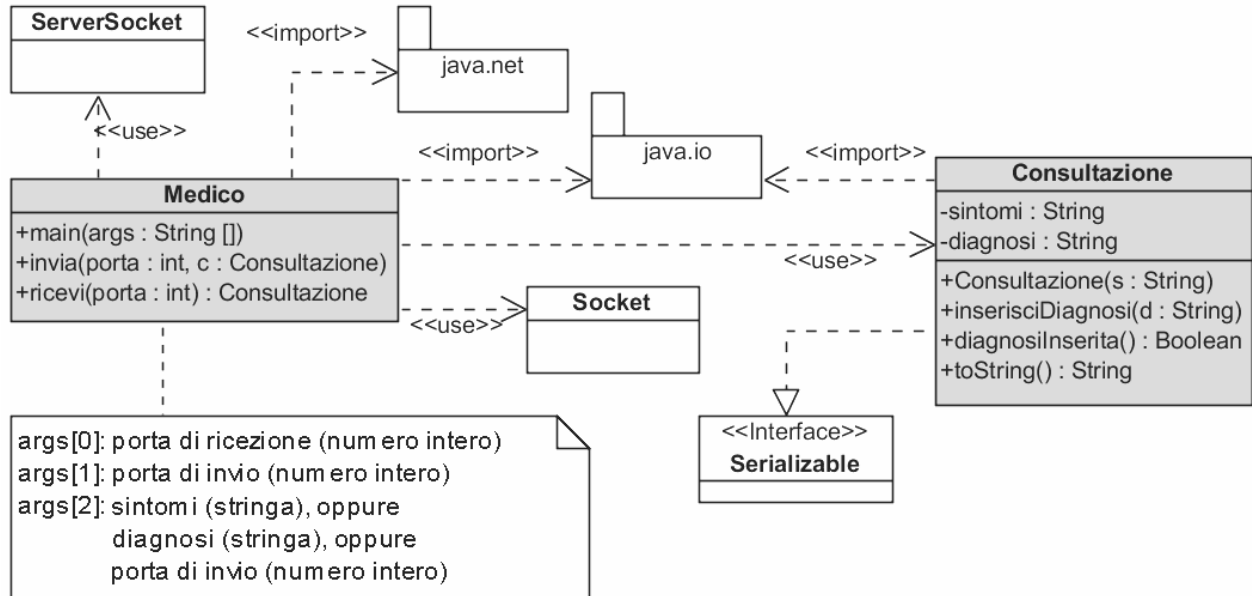 ServerSocket
<<import>>
java.net
<<use>>
<<import>>
java.io
<<import>>
Medico
+main(args : String [])
+invia(porta : int, c : Consultazione)
+ricevi(porta : int) : Consultazione
Consultazione
-sintomi : String
-diagnosi : String
+Consultazione(s : String)
+inserisciDiagnosi(d : String)
+diagnosiInserita() : Boolean
+toString() : String
<<use>>
<<use>>
Socket
<<Interface>>
Serializable
args[0]: porta di ricezione (numero intero)
args[1]: porta di invio (numero intero)
args[2]: sintomi (stringa), oppure
diagnosi (stringa), oppure
porta di invio (numero intero)